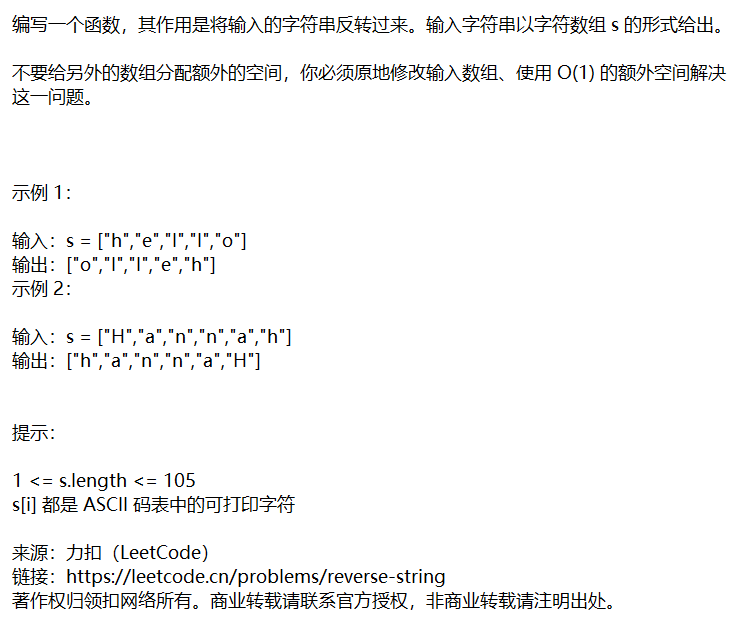 编写一个函数，其作用是将输入的字符串反转过来。输入字符串以字符数组 s 的形式给出。
不要给另外的数组分配额外的空间，你必须原地修改输入数组、使用 O(1) 的额外空间解决
这一问题。
示例 1：
输入：s = ["h","e","l","l","o"]
输出：["o","l","l","e","h"]
示例 2：
输入：s = ["H","a","n","n","a","h"]
输出：["h","a","n","n","a","H"]
提示：
1 <= s.length <= 105
s[i] 都是 ASCII 码表中的可打印字符
来源：力扣（LeetCode）
链接：https://leetcode.cn/problems/reverse-string
著作权归领扣网络所有。商业转载请联系官方授权，非商业转载请注明出处。